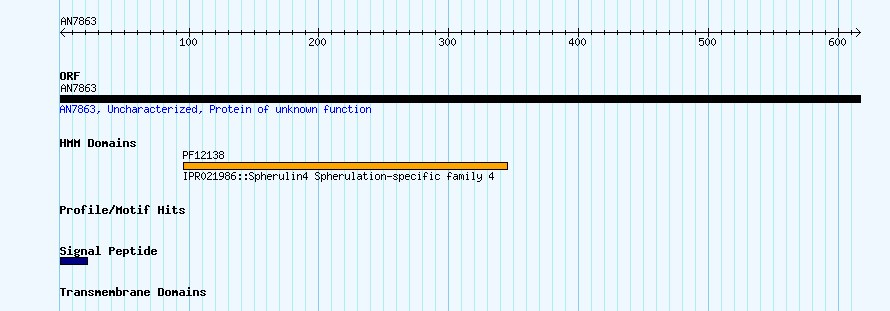 AN7863
100 200 300 400 500 600
ORF
AN7863
AN7863, Uncharacterized, Protein of unknown function
HMM Domains
PF12138
IPR021986::Spherulin4 Spherulation-specific family 4
Profile/Motif Hits
Signal Peptide
Transmembrane Domains